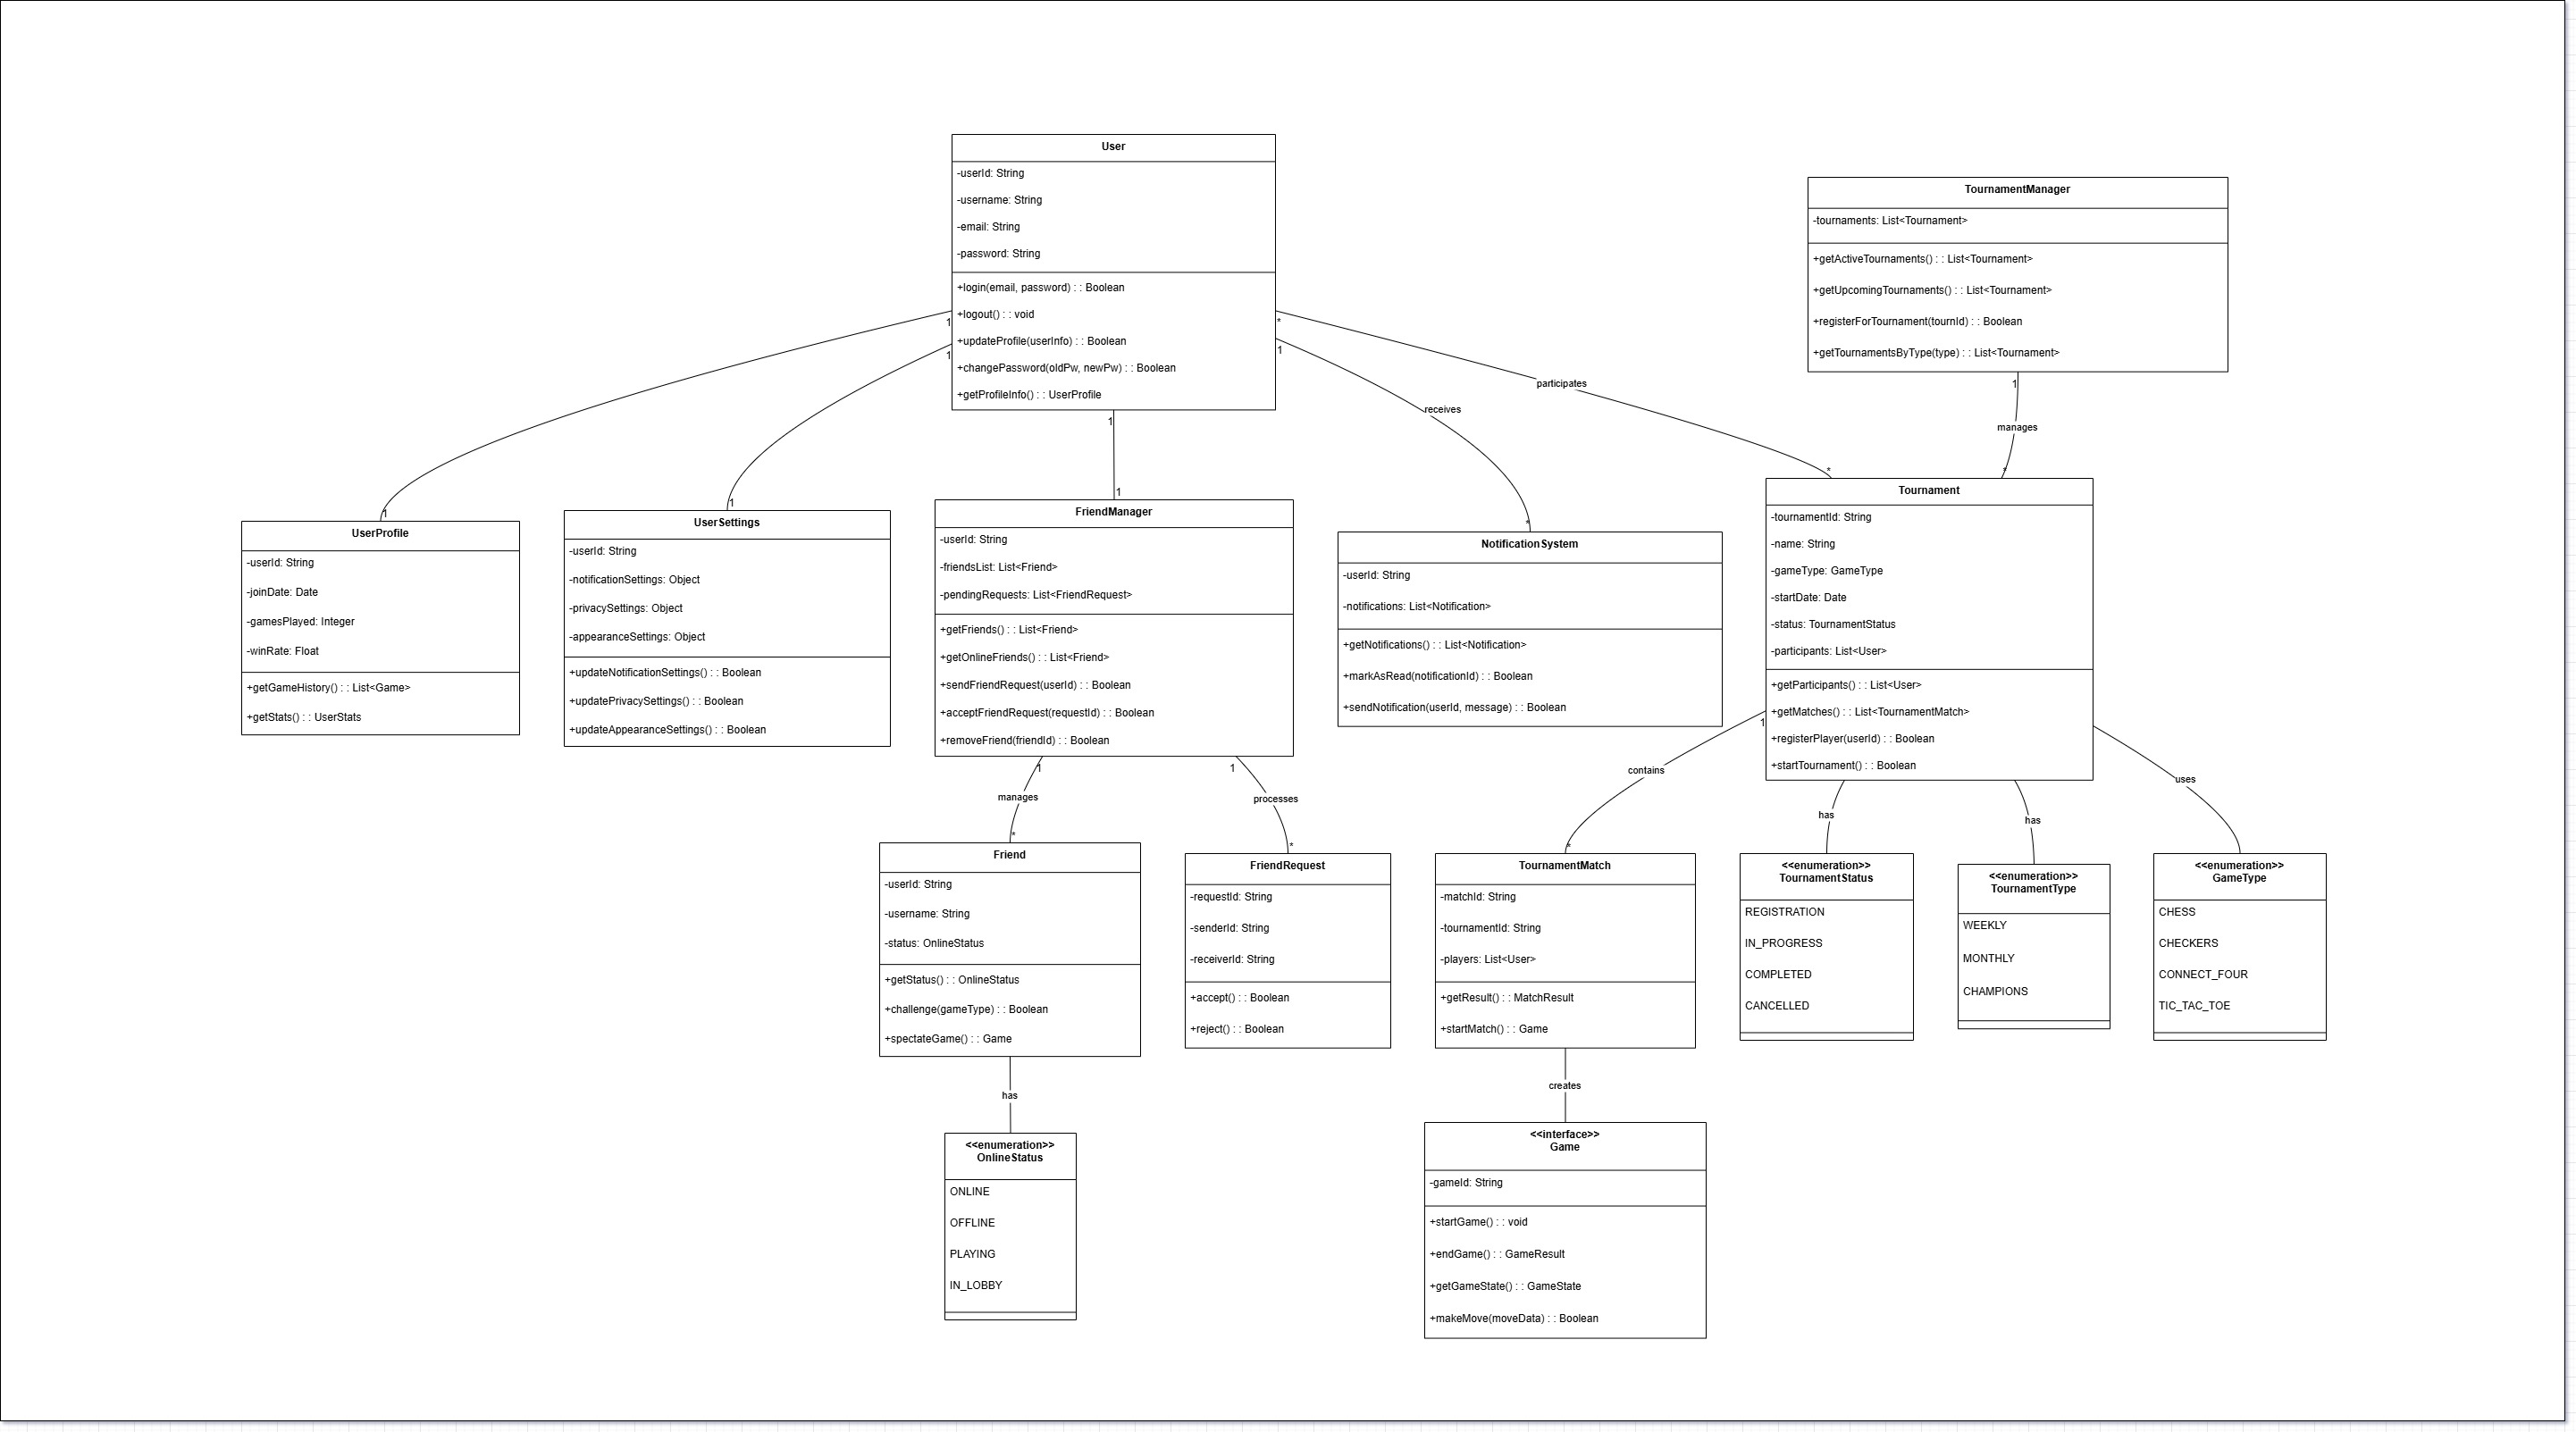 User
-userId: String
-username: String
-email: String
-password: String
+login(email, password) : : Boolean
+logout() : : void
+updateProfile(userInfo) : : Boolean
+changePassword(oldPw, newPw) : : Boolean
+getProfileInfo() : : UserProfile
1
1
1
*
1
TournamentManager
-tournaments: List<Tournament>
+getActiveTournaments() : : List<Tournament>
+getUpcomingTournaments() : : List<Tournament>
+registerForTournament(tournId) : : Boolean
+getTournamentsByType(type) : : List<Tournament>
1
participates
receives
manages
1
1
1
*
*
*
UserProfile
-userId: String
-joinDate: Date
-gamesPlayed: Integer
-winRate: Float
+getGameHistory() : : List<Game>
+getStats() : : UserStats
UserSettings
-userId: String
-notificationSettings: Object
-privacySettings: Object
-appearanceSettings: Object
+updateNotificationSettings() : : Boolean
+updatePrivacySettings() : : Boolean
+updateAppearanceSettings() : : Boolean
FriendManager
-userId: String
-friendsList: List<Friend>
-pendingRequests: List<FriendRequest>
+getFriends() : : List<Friend>
+getOnlineFriends() : : List<Friend>
+sendFriendRequest(userId) : : Boolean
+acceptFriendRequest(requestId) : : Boolean
+removeFriend(friendId) : : Boolean
NotificationSystem
-userId: String
-notifications: List<Notification>
+getNotifications() : : List<Notification>
+markAsRead(notificationId) : : Boolean
+sendNotification(userId, message) : : Boolean
Tournament
-tournamentId: String
-name: String
-gameType: GameType
-startDate: Date
-status: TournamentStatus
-participants: List<User>
+getParticipants() : : List<User>
+getMatches() : : List<TournamentMatch>
+registerPlayer(userId) : : Boolean
+startTournament() : : Boolean
1
1
1
manages
processes
contains
has
has
uses
*
*
*
Friend
-userId: String
-username: String
-status: OnlineStatus
+getStatus() : : OnlineStatus
+challenge(gameType) : : Boolean
+spectateGame() : : Game
FriendRequest
-requestId: String
-senderId: String
-receiverId: String
+accept() : : Boolean
+reject() : : Boolean
TournamentMatch
-matchId: String
-tournamentId: String
-players: List<User>
+getResult() : : MatchResult
+startMatch() : : Game
<<enumeration>>
TournamentStatus
REGISTRATION
IN_PROGRESS
COMPLETED
CANCELLED
<<enumeration>>
TournamentType
WEEKLY
MONTHLY
CHAMPIONS
<<enumeration>>
GameType
CHESS
CHECKERS
CONNECT_FOUR
TIC_TAC_TOE
has
creates
<<enumeration>>
OnlineStatus
ONLINE
OFFLINE
PLAYING
IN_LOBBY
<<interface>>
Game
-gameId: String
+startGame() : : void
+endGame() : : GameResult
+getGameState() : : GameState
+makeMove(moveData) : : Boolean